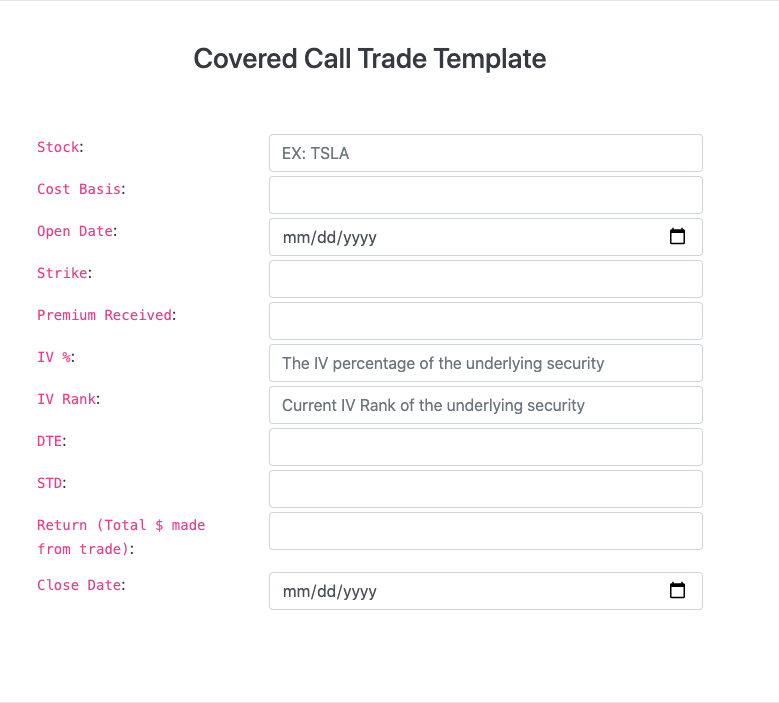 Covered Call Trade Template
Stock: EX: TSLA
Cost Basis:
Open Date: mm/dd/yyyy
Strike:
Premium Received:
IV %: The IV percentage of the underlying security
IV Rank: Current IV Rank of the underlying security
DTE:
STD:
Return (Total $ made
from trade):
Close Date: mm/dd/yyyy